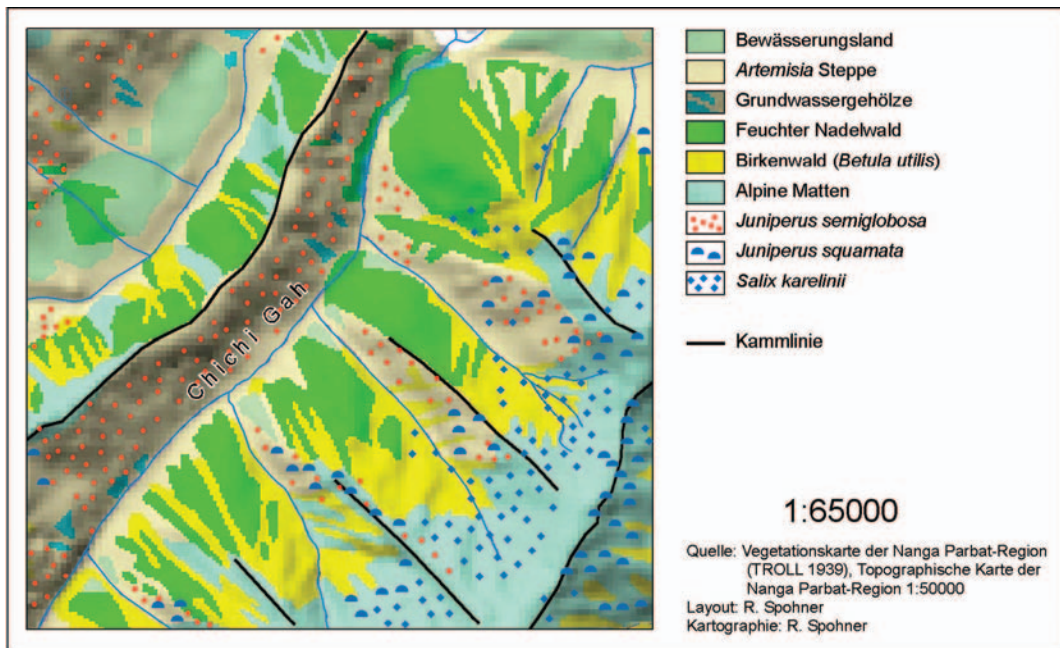 Chichi Gah
Bewässerungsland
Artemisia Steppe
Grundwassergehölze
Feuchter Nadelwald
Birkenwald (Betula utilis)
Alpine Matten
Juniperus semiglobosa
Juniperus squamata
Salix karelinii
Kammlinie
1:65000
Quelle: Vegetationskarte der Nanga Parbat-Region
(TROLL 1939), Topographische Karte der
Nanga Parbat-Region 1:50000
Layout: R. Spohner
Kartographie: R. Spohner